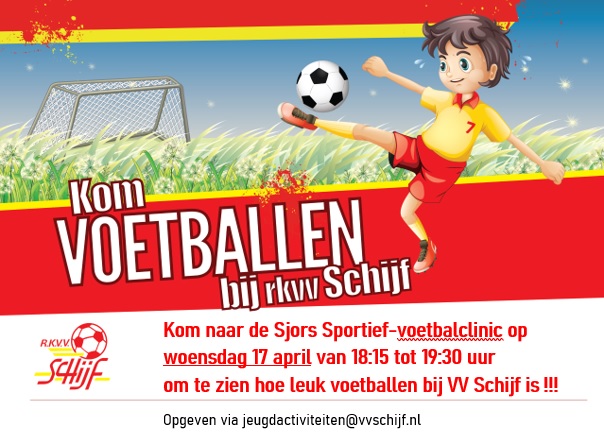 7
Kom
VOETBALLEN
bij rkvv Schijf
R.K.V.V.
SCHIJF
Kom naar de Sjors Sportief-voetbalclinic op
woensdag 17 april van 18:15 tot 19:30 uur
om te zien hoe leuk voetballen bij VV Schijf is !!!
Opgeven via jeugdactiviteiten@vvschijf.nl